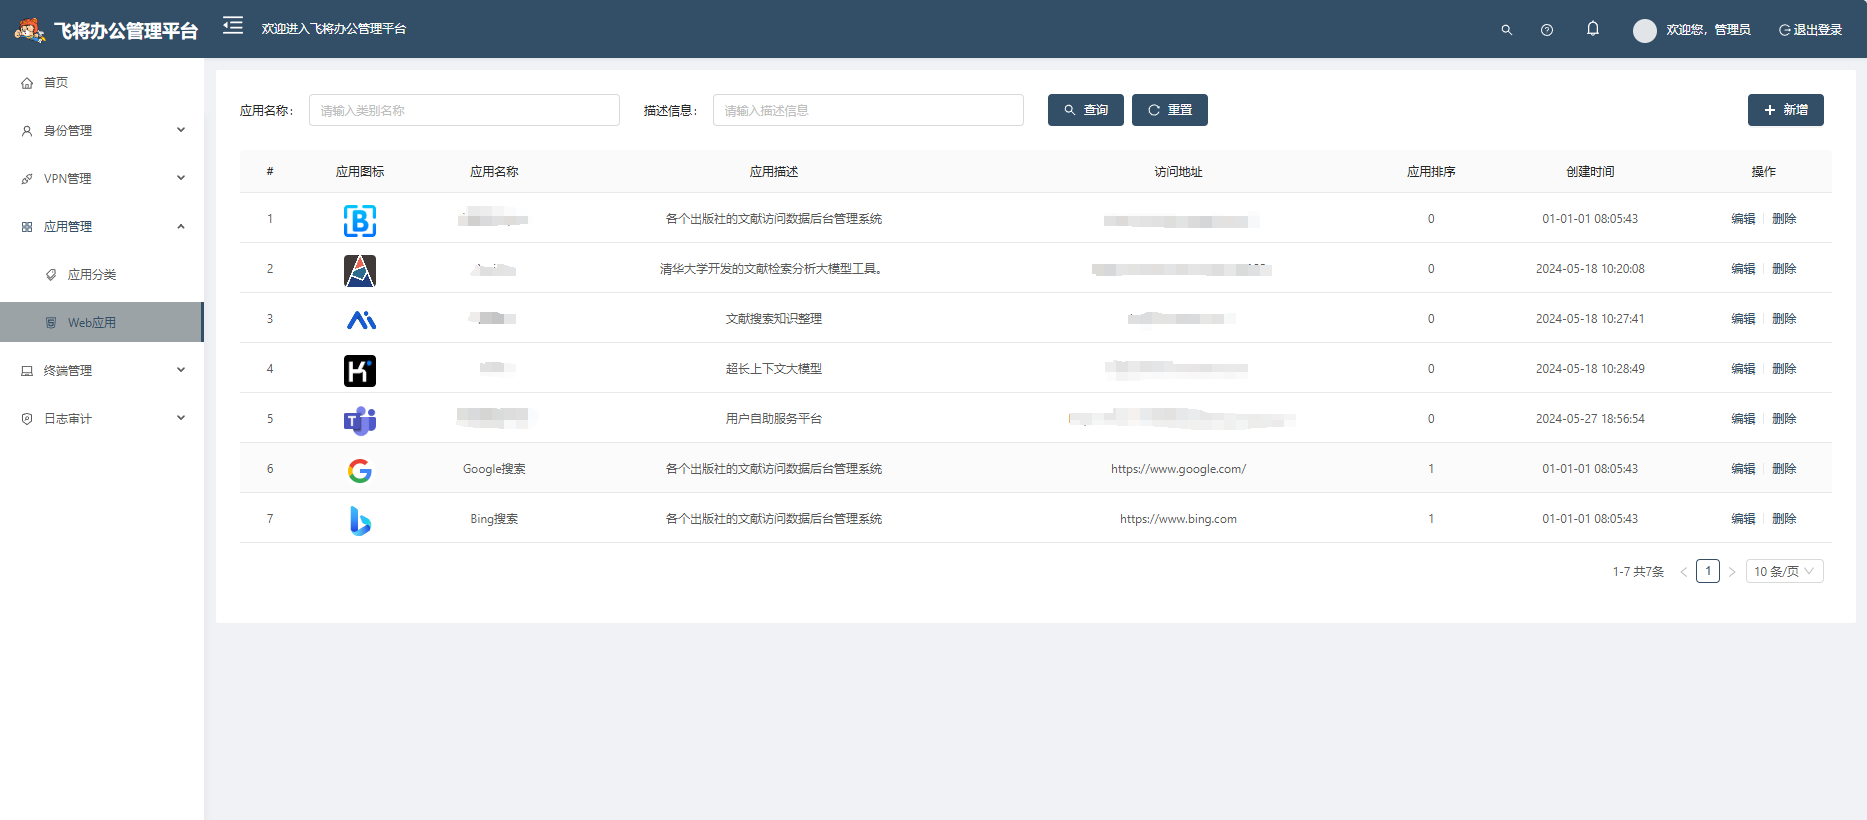 飞将办公管理平台
欢迎进入飞将办公管理平台
欢迎您，管理员
退出登录
首页
身份管理
VPN管理
应用管理
应用分类
Web应用
终端管理
日志审计
应用名称： 请输入类别名称 描述信息： 请输入描述信息 查询 重置 新增
# 应用图标 应用名称 应用描述 访问地址 应用排序 创建时间 操作
1 各个出版社的文献访问数据后台管理系统 0 01-01-01 08:05:43 编辑 删除
2 清华大学开发的文献检索分析大模型工具。 0 2024-05-18 10:20:08 编辑 删除
3 文献搜索知识整理 0 2024-05-18 10:27:41 编辑 删除
4 超长上下文大模型 0 2024-05-18 10:28:49 编辑 删除
5 用户自助服务平台 0 2024-05-27 18:56:54 编辑 删除
6 Google搜索 各个出版社的文献访问数据后台管理系统 https://www.google.com/ 1 01-01-01 08:05:43 编辑 删除
7 Bing搜索 各个出版社的文献访问数据后台管理系统 https://www.bing.com 1 01-01-01 08:05:43 编辑 删除
1-7 共7条 < 1 > 10 条/页